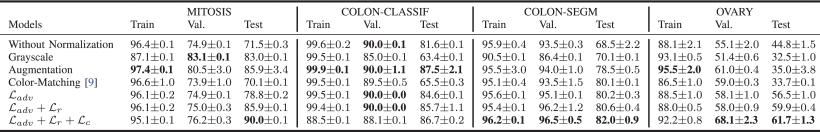 MITOSIS COLON-CLASSIF COLON-SEGM OVARY
Models Train Val. Test Train Val. Test Train Val. Test Train Val. Test
Without Normalization 96.4±0.1 74.9±0.1 71.5±0.3 99.6±0.2 90.0±0.1 81.6±0.1 95.9±0.4 93.5±0.3 68.5±2.2 88.1±2.1 55.1±2.0 44.8±1.5
Grayscale 87.1±0.1 83.1±0.1 83.0±0.1 99.5±0.1 85.0±0.1 63.4±0.1 90.5±0.1 86.4±0.1 70.1±0.1 93.1±0.5 51.4±0.6 32.5±1.0
Augmentation 97.4±0.1 80.5±3.0 85.9±3.4 99.9±0.1 90.0±1.1 87.5±2.1 95.5±3.0 94.0±1.0 78.5±0.5 95.5±2.0 61.0±0.4 35.0±3.8
Color-Matching [9] 96.6±1.0 73.9±1.0 70.1±0.1 99.5±0.1 89.5±0.5 65.5±0.3 95.1±0.4 93.5±1.5 80.1±0.1 86.5±1.0 59.0±0.3 33.7±0.1
ℒadv 96.1±0.2 74.9±0.1 78.8±0.2 99.5±0.1 90.0±0.0 84.6±0.1 95.6±0.1 95.1±0.1 80.2±0.3 88.5±1.0 58.1±1.0 56.5±1.0
ℒadv + ℒr 96.1±0.2 75.0±0.3 85.9±0.1 99.4±0.1 90.0±0.0 85.7±1.1 95.4±0.1 96.2±1.2 80.6±0.4 88.0±0.5 58.0±0.9 59.9±0.4
ℒadv + ℒr + ℒc 95.1±0.1 76.2±0.3 90.0±0.1 88.5±0.1 88.1±0.1 86.7±0.2 96.2±0.1 96.5±0.5 82.0±0.9 92.2±0.8 68.1±2.3 61.7±1.3